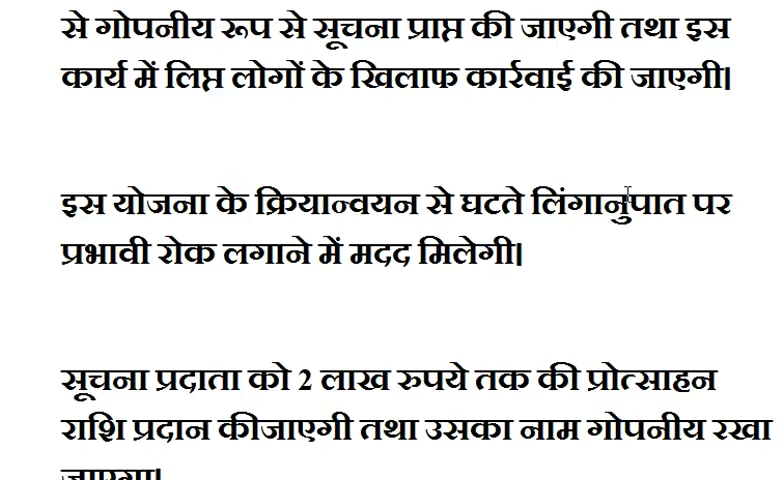 से गोपनीय रूप से सूचना प्राप्त की जाएगी तथा इस
कार्य में लिप्त लोगों के खिलाफ कार्रवाई की जाएगी।
इस योजना के क्रियान्वयन से घटते लिंगानुपात पर
प्रभावी रोक लगाने में मदद मिलेगी।
सूचना प्रदाता को 2 लाख रुपये तक की प्रोत्साहन
राशि प्रदान कीजाएगी तथा उसका नाम गोपनीय रखा
जाएगा।